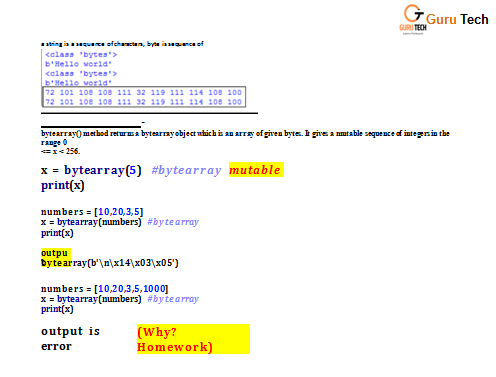 Guru Tech
GURU TECH
a string is a sequence of characters, byte is sequence of
<class 'bytes'>
b'Hello world'
<class 'bytes'>
b'Hello world'
72 101 108 108 111 32 119 111 114 108 100
72 101 108 108 111 32 119 111 114 108 100
bytearray() method returns a bytearray object which is an array of given bytes. It gives a mutable sequence of integers in the
range 0
<= x < 256.
x = bytearray(5) #bytearray mutable
print(x)
numbers = [10,20,3,5]
x = bytearray(numbers) #bytearray
print(x)
outpu
bytearray(b'\n\x14\x03\x05')
numbers = [10,20,3,5,1000]
x = bytearray(numbers) #bytearray
print(x)
output is (Why?
error Homework)